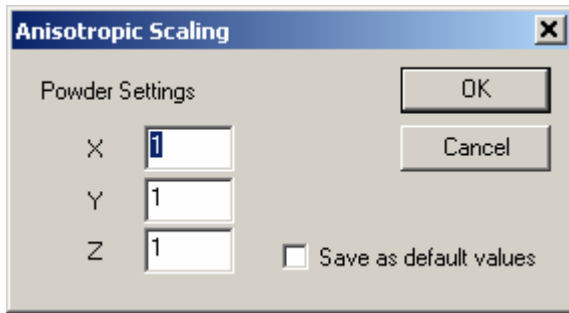 Anisotropic Scaling
Powder Settings
OK
X 1
Cancel
Y 1
Z 1
Save as default values